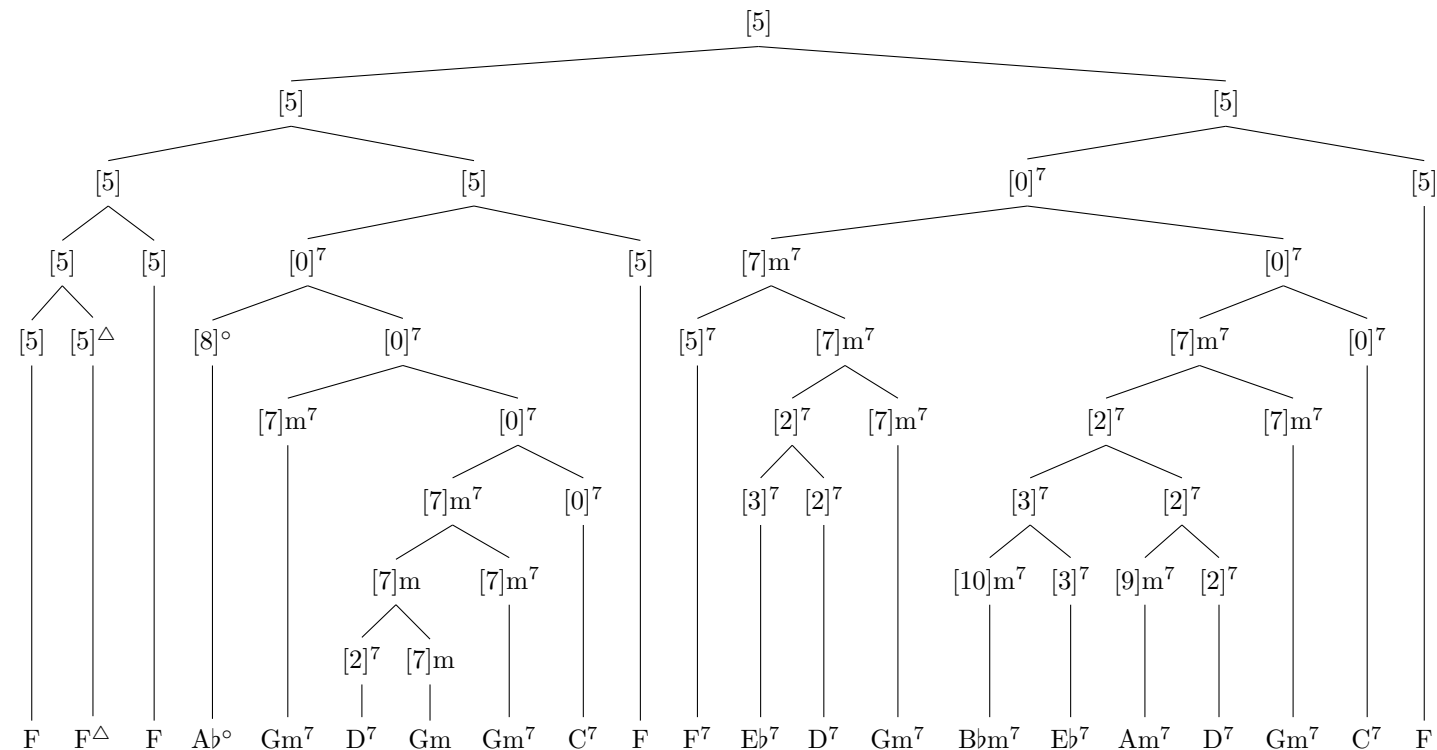 [5]
[5] [5]
[5] [5] [0]⁷ [5]
[5] [5] [0]⁷ [5] [7]m⁷ [0]⁷
[5] [5]△ [8]° [0]⁷ [5]⁷ [7]m⁷ [7]m⁷ [0]⁷
[7]m⁷ [0]⁷ [2]⁷ [7]m⁷ [2]⁷ [7]m⁷
[7]m⁷ [0]⁷ [3]⁷ [2]⁷ [3]⁷ [2]⁷
[7]m [7]m⁷ [10]m⁷ [3]⁷ [9]m⁷ [2]⁷
[2]⁷ [7]m
F F△ F A♭° Gm⁷ D⁷ Gm Gm⁷ C⁷ F F⁷ E♭⁷ D⁷ Gm⁷ B♭m⁷ E♭⁷ Am⁷ D⁷ Gm⁷ C⁷ F